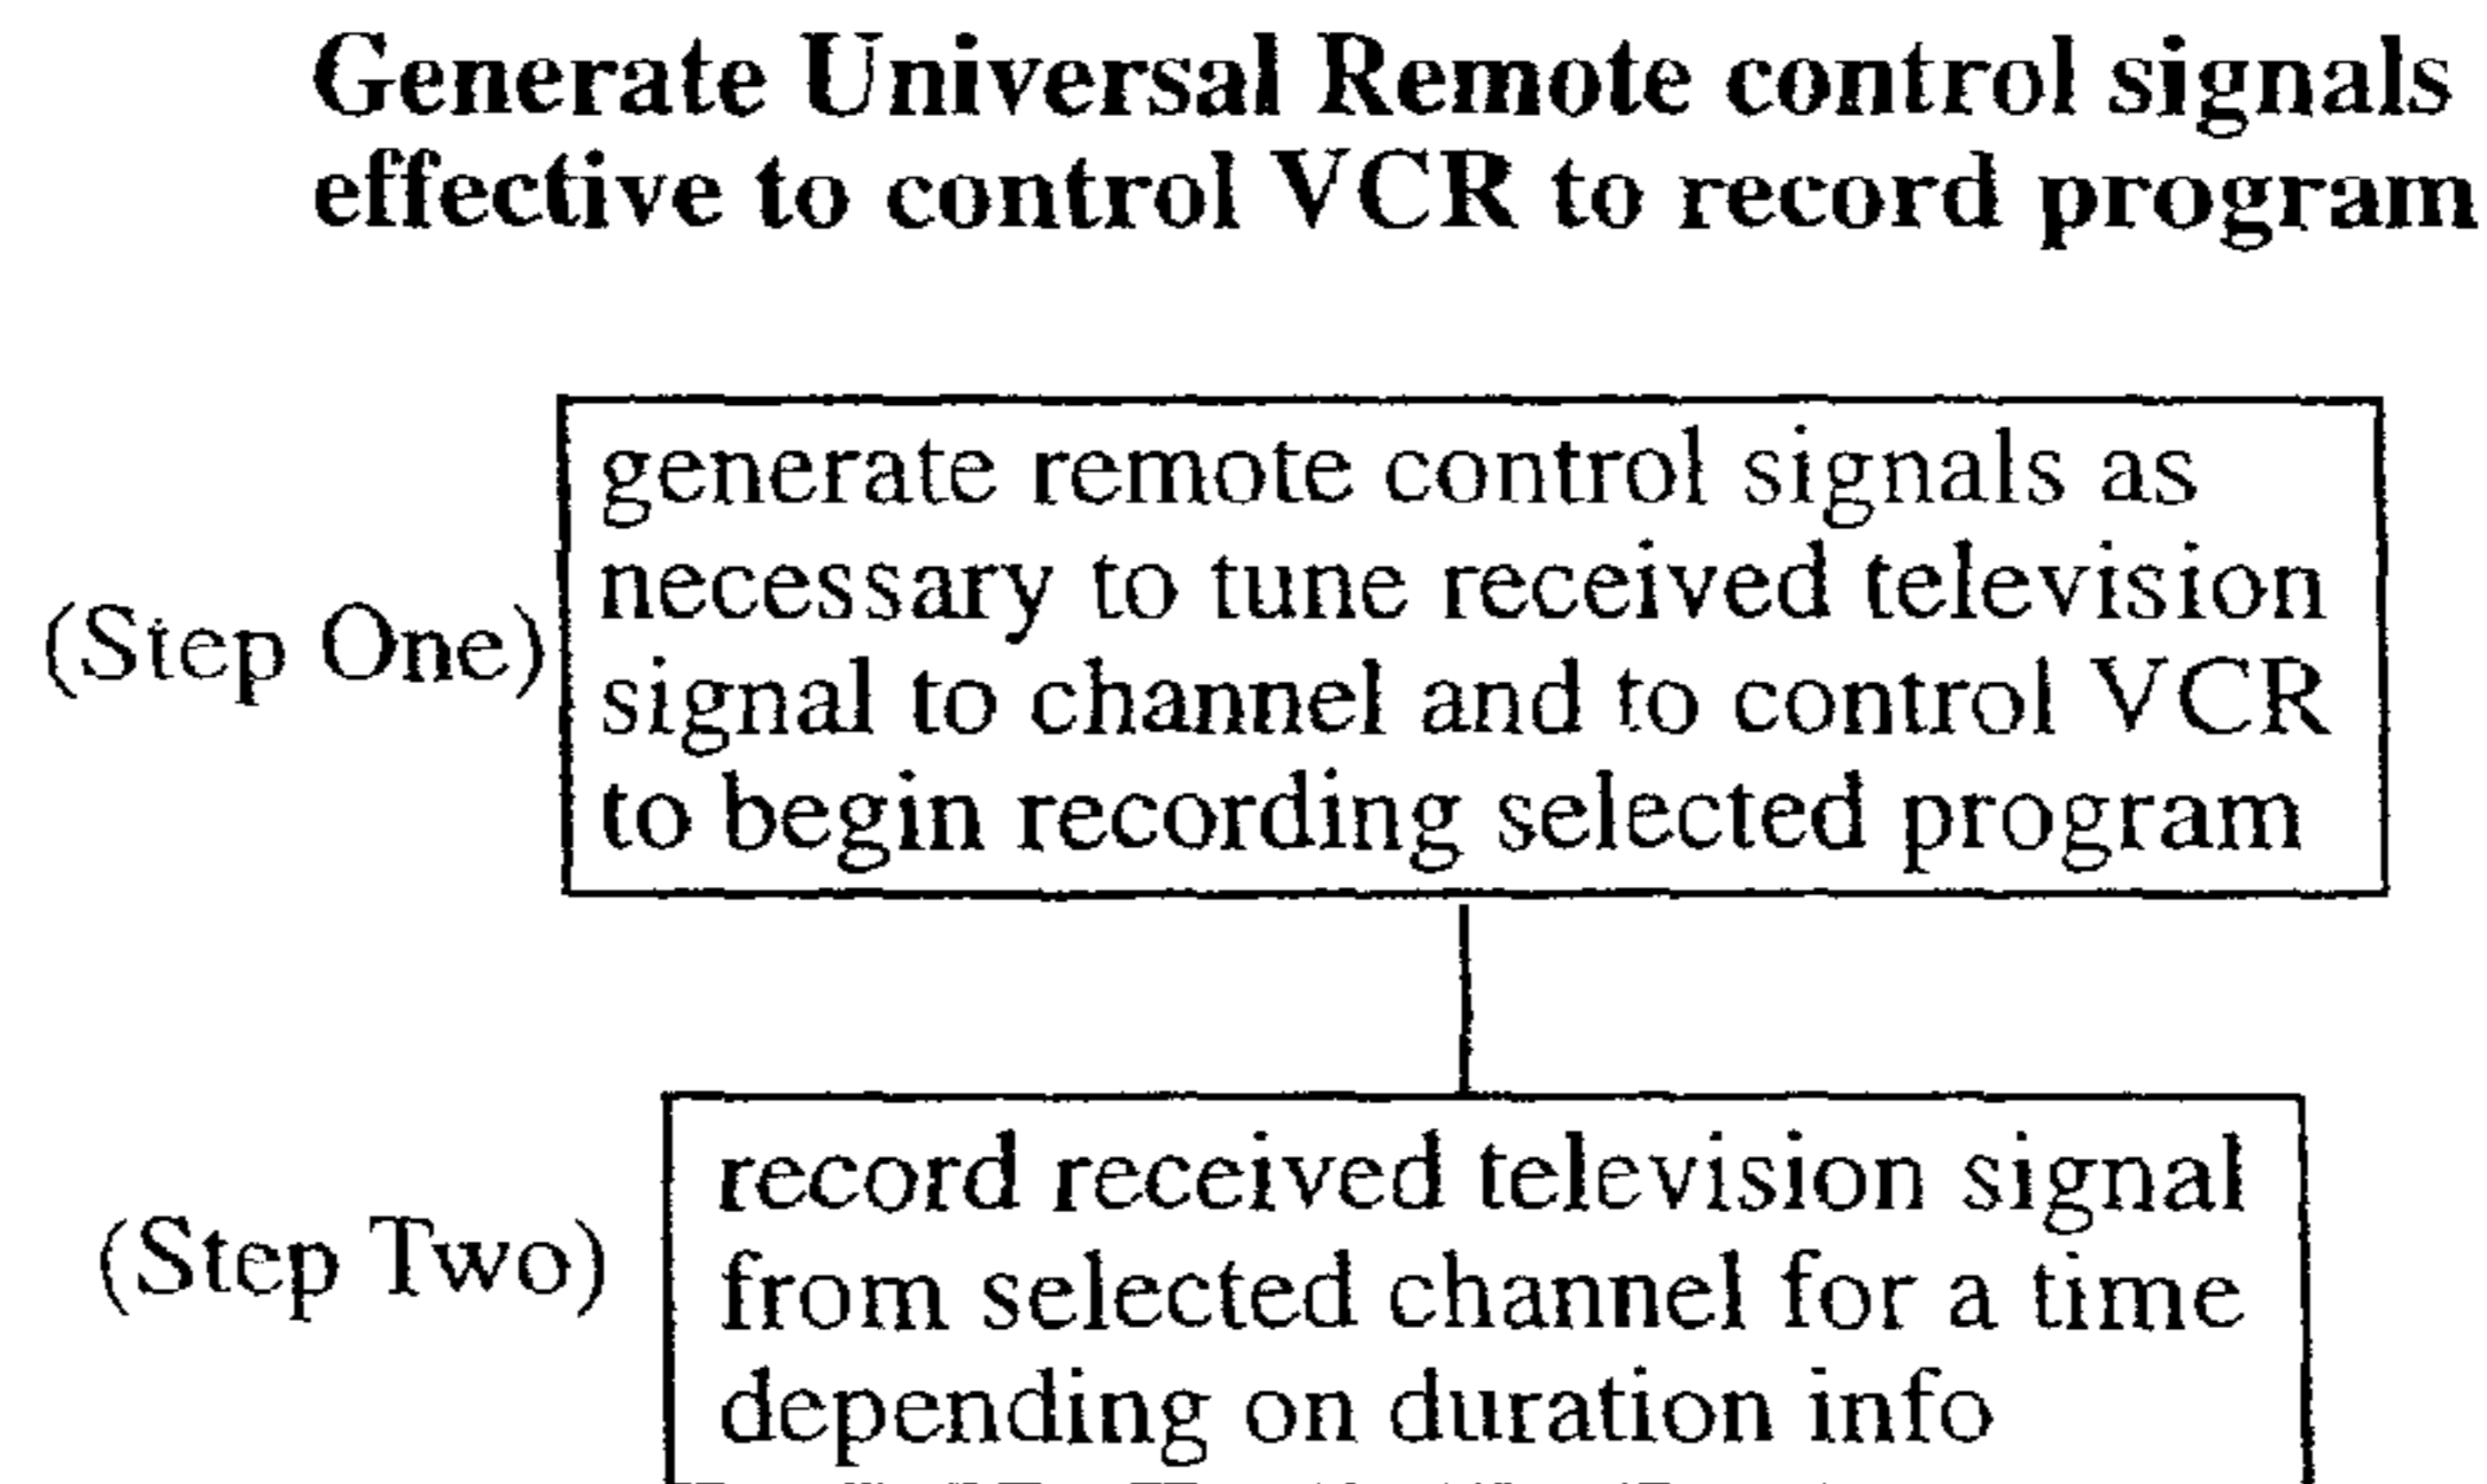 Generate Universal Remote control signals
effective to control VCR to record program
generate remote control signals as
necessary to tune received television
(Step One)
signal to channel and to control VCR
to begin recording selected program
record received television signal
(Step Two)
from selected channel for a time
depending on duration info